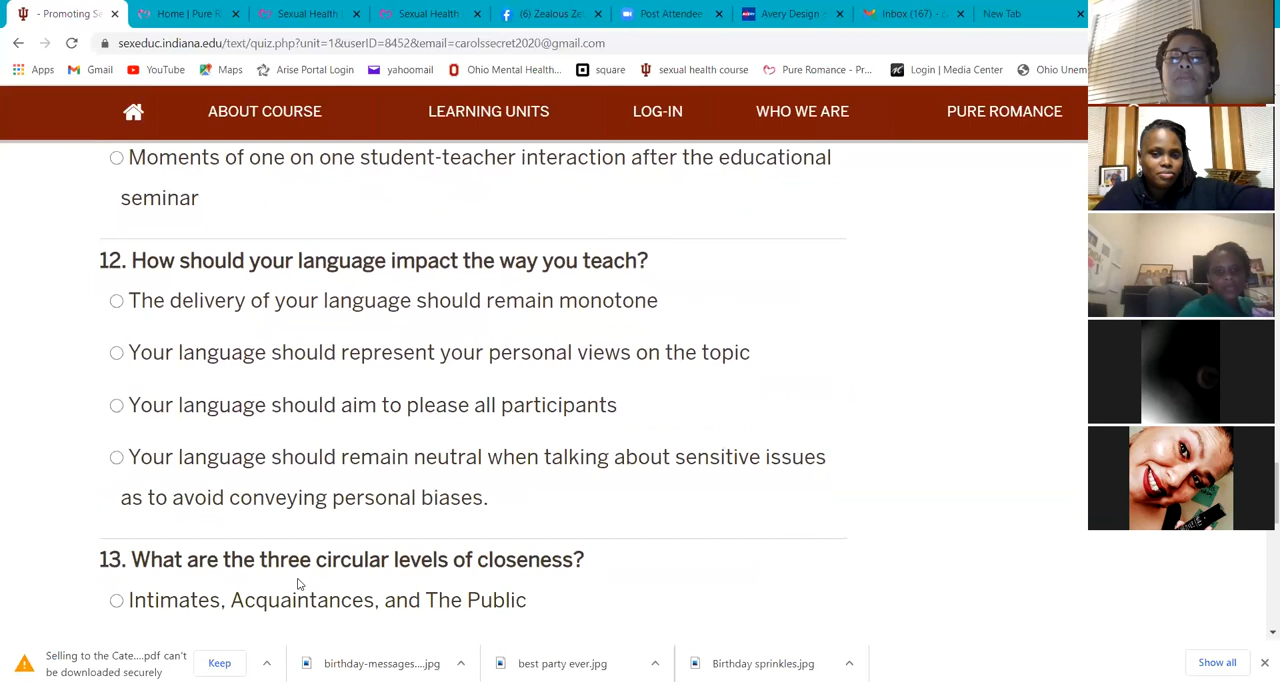 - Promoting Se
Home | Pure R
Sexual Health
Sexual Health
(6) Zealous Ze
Post Attendee
Avery Design
Inbox (167) -
New Tab
sexeduc.indiana.edu/text/quiz.php?unit=1&userID=8452&email=carolssecret2020@gmail.com
Apps
Gmail
YouTube
Maps
Arise Portal Login
yahoomail
Ohio Mental Health...
square
sexual health course
Pure Romance - Pr...
Login | Media Center
Ohio Unem
ABOUT COURSE
LEARNING UNITS
LOG-IN
WHO WE ARE
PURE ROMANCE
Moments of one on one student-teacher interaction after the educational
seminar
12. How should your language impact the way you teach?
The delivery of your language should remain monotone
Your language should represent your personal views on the topic
Your language should aim to please all participants
Your language should remain neutral when talking about sensitive issues
as to avoid conveying personal biases.
13. What are the three circular levels of closeness?
Intimates, Acquaintances, and The Public
Selling to the Cate....pdf can't
be downloaded securely
Keep
birthday-messages....jpg
best party ever.jpg
Birthday sprinkles.jpg
Show all